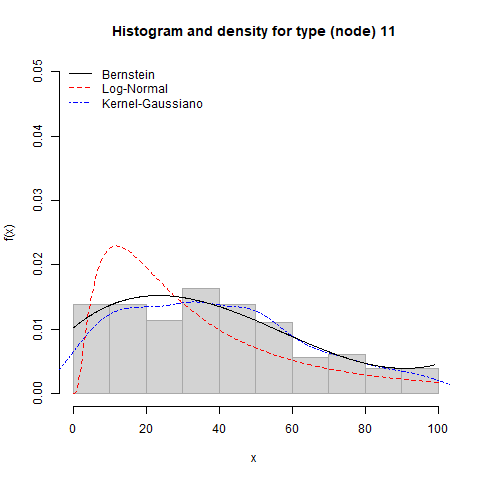 Histogram and density for type (node) 11
Bernstein
Log-Normal
Kernel-Gaussiano
f(x)
0.05
0.04
0.03
0.02
0.01
0.00
0 20 40 60 80 100
x